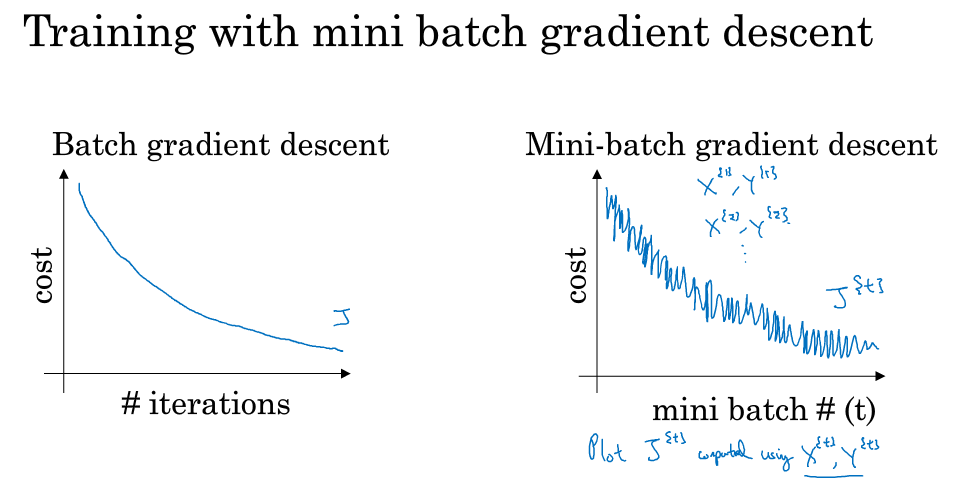 Training with mini batch gradient descent
Batch gradient descent
cost
J
# iterations
Mini-batch gradient descent
X^{1}, Y^{1}
X^{2}, Y^{2}
⋮
cost
J^{t}
mini batch # (t)
Plot J^{t} computed using X^{t}, Y^{t}